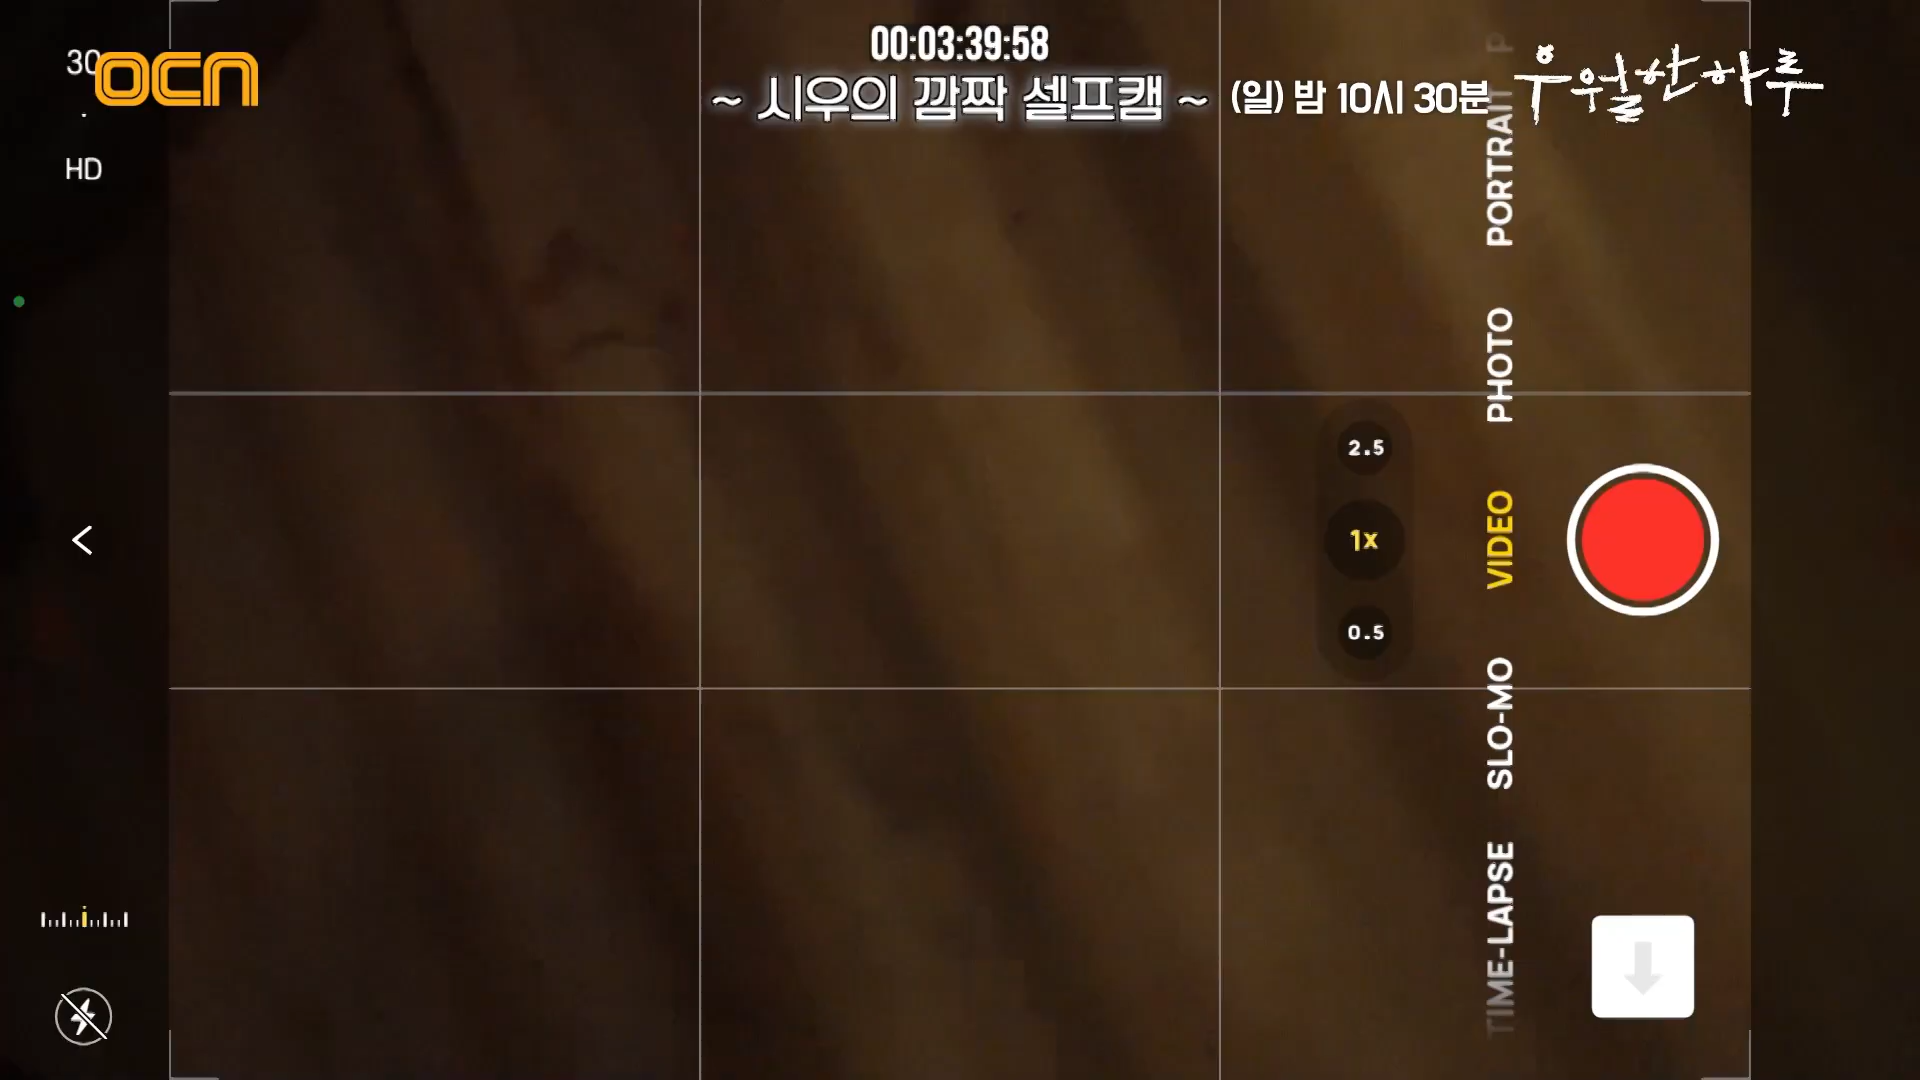 00:03:39:58
30
OCN
HD
~ 시우의 깜짝 셀프캠 ~
(일) 밤 10시 30분
우월한 하루
PORTRAIT
PHOTO
VIDEO
SLO-MO
TIME-LAPSE
2.5
1x
0.5